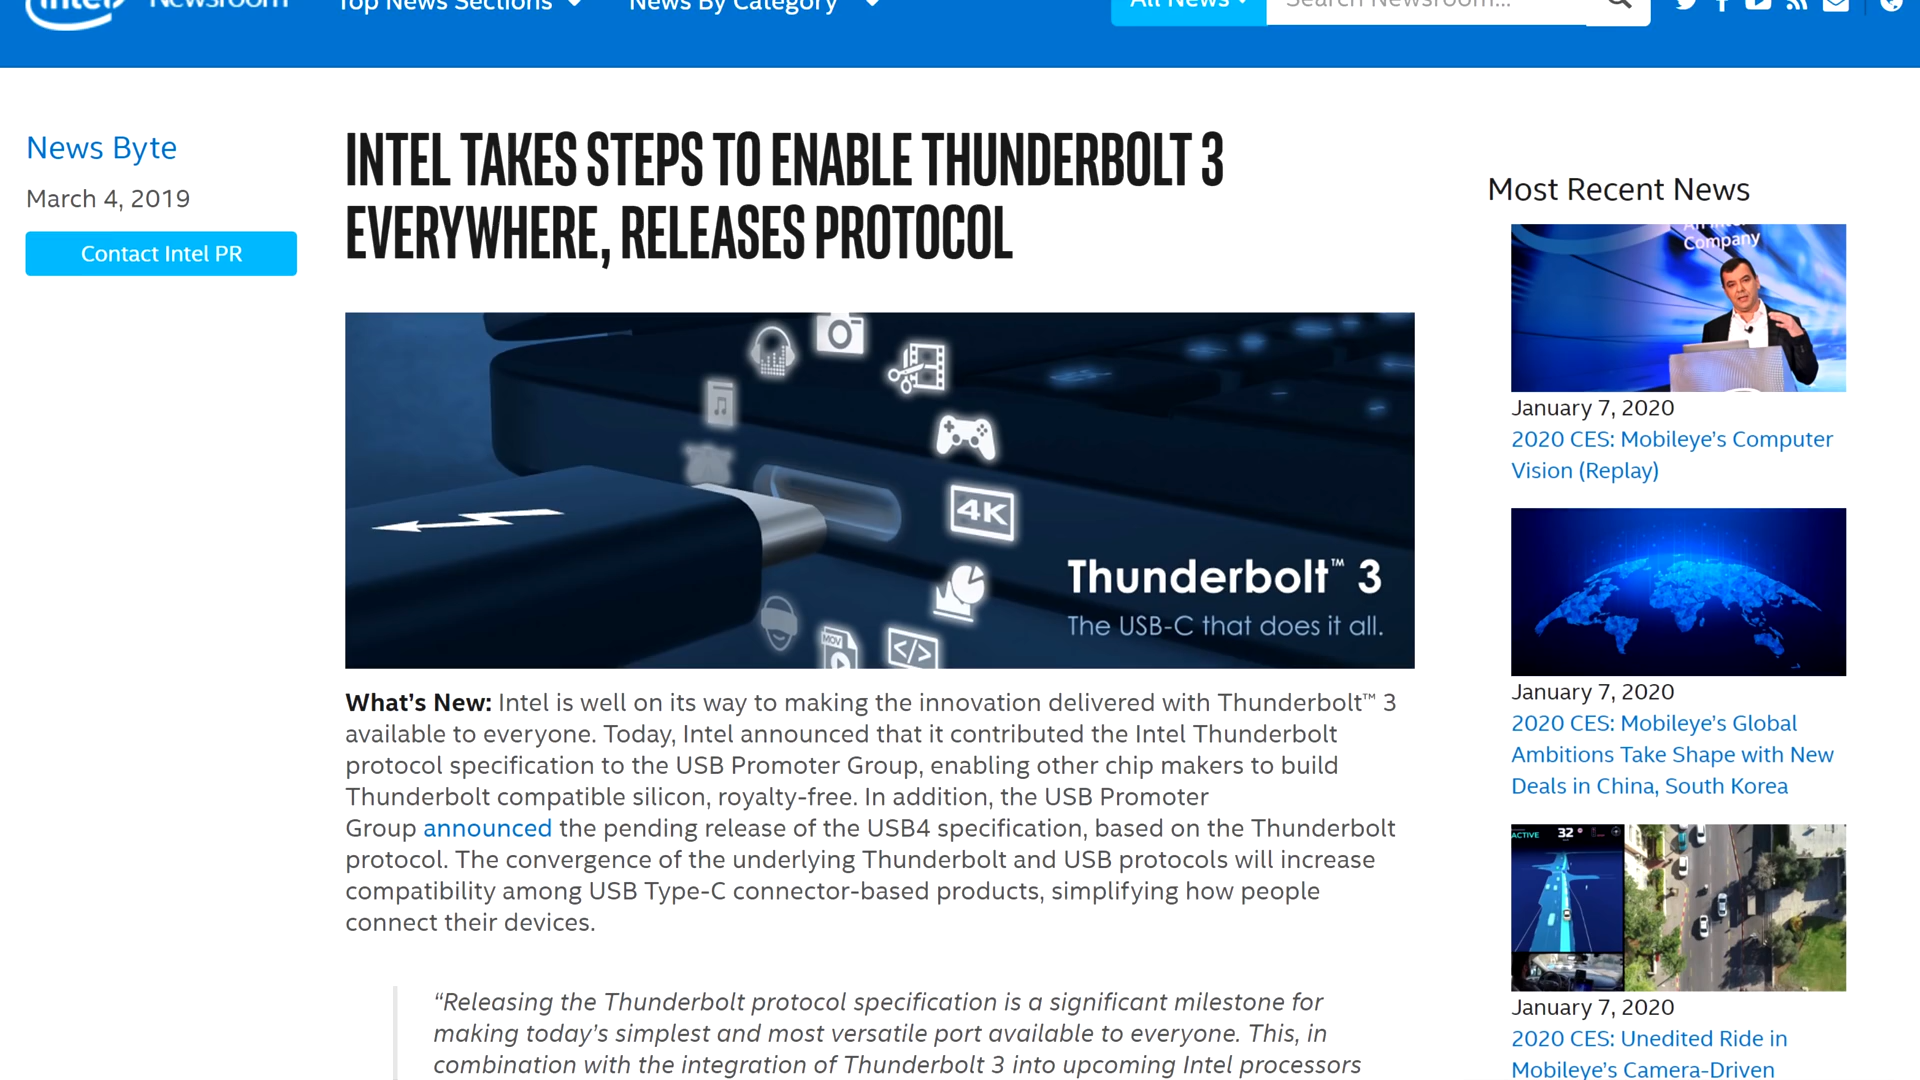 intel Newsroom Top News Sections News By Category All News Search Newsroom...
News Byte
March 4, 2019
Contact Intel PR
INTEL TAKES STEPS TO ENABLE THUNDERBOLT 3
EVERYWHERE, RELEASES PROTOCOL
4K
MOV
</>
Thunderbolt™ 3
The USB-C that does it all.
What’s New: Intel is well on its way to making the innovation delivered with Thunderbolt™ 3
available to everyone. Today, Intel announced that it contributed the Intel Thunderbolt
protocol specification to the USB Promoter Group, enabling other chip makers to build
Thunderbolt compatible silicon, royalty-free. In addition, the USB Promoter
Group announced the pending release of the USB4 specification, based on the Thunderbolt
protocol. The convergence of the underlying Thunderbolt and USB protocols will increase
compatibility among USB Type-C connector-based products, simplifying how people
connect their devices.
“Releasing the Thunderbolt protocol specification is a significant milestone for
making today’s simplest and most versatile port available to everyone. This, in
combination with the integration of Thunderbolt 3 into upcoming Intel processors
Most Recent News
An Intel
Company
January 7, 2020
2020 CES: Mobileye’s Computer
Vision (Replay)
January 7, 2020
2020 CES: Mobileye’s Global
Ambitions Take Shape with New
Deals in China, South Korea
ACTIVE 32
January 7, 2020
2020 CES: Unedited Ride in
Mobileye’s Camera-Driven